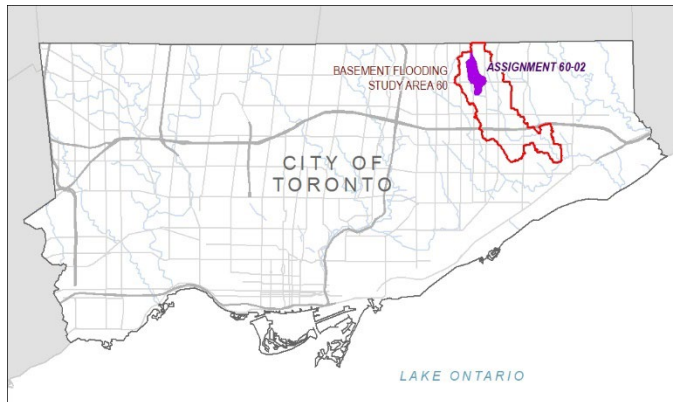 BASEMENT FLOODING
STUDY AREA 60
ASSIGNMENT 60-02
CITY OF
TORONTO
LAKE ONTARIO